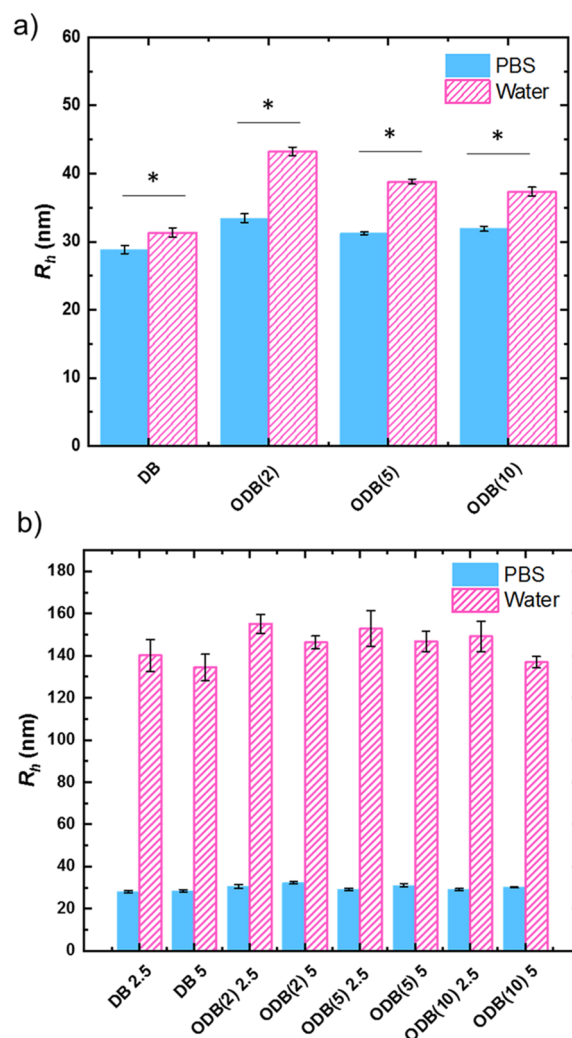 a)
60
50
40
30
20
10
0
R_h (nm)
PBS
Water
*
*
*
*
DB
ODB(2)
ODB(5)
ODB(10)
b)
180
160
140
120
100
80
60
40
20
0
R_h (nm)
PBS
Water
DB 2.5
DB 5
ODB(2) 2.5
ODB(2) 5
ODB(5) 2.5
ODB(5) 5
ODB(10) 2.5
ODB(10) 5